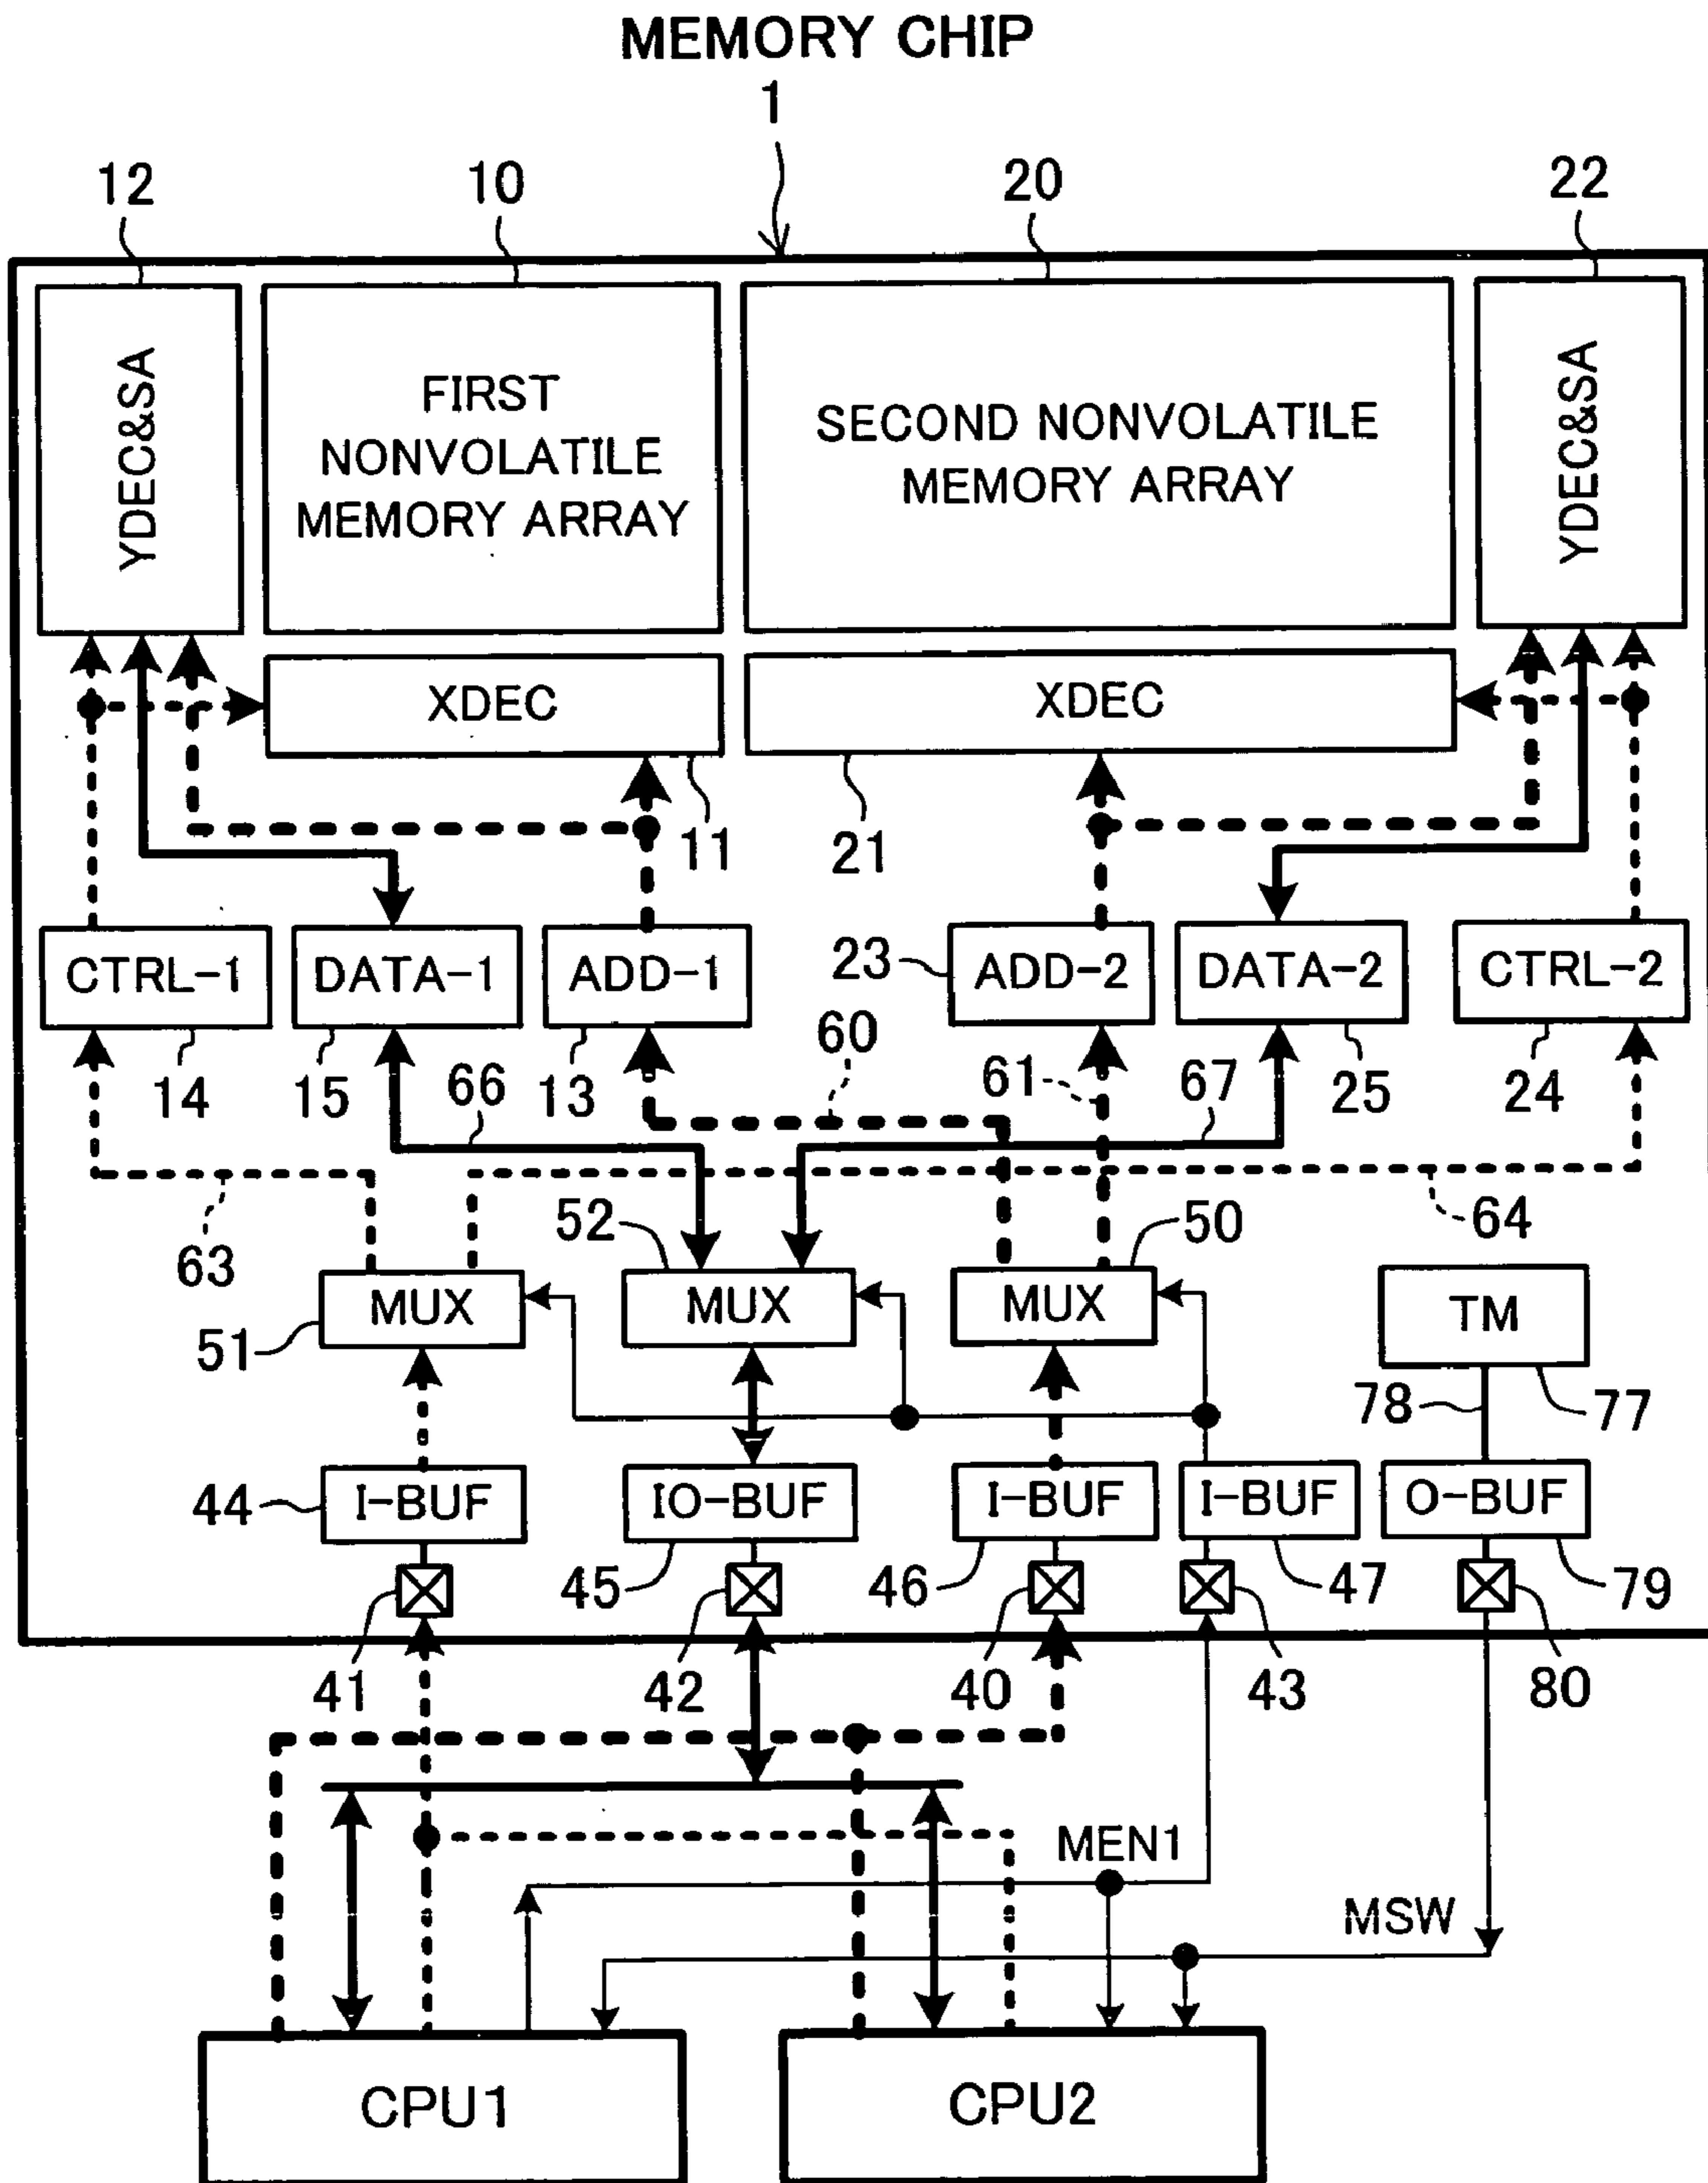 MEMORY CHIP
1
12
10
20
22
YDEC&SA
FIRST
NONVOLATILE
MEMORY ARRAY
SECOND NONVOLATILE
MEMORY ARRAY
YDEC&SA
XDEC
XDEC
11
21
CTRL-1
DATA-1
ADD-1
23
ADD-2
DATA-2
CTRL-2
14
15
66
13
60
61
67
25
24
63
52
50
64
51
MUX
MUX
MUX
TM
78
77
44
I-BUF
IO-BUF
I-BUF
I-BUF
O-BUF
45
46
47
79
41
42
40
43
80
MEN1
MSW
CPU1
CPU2